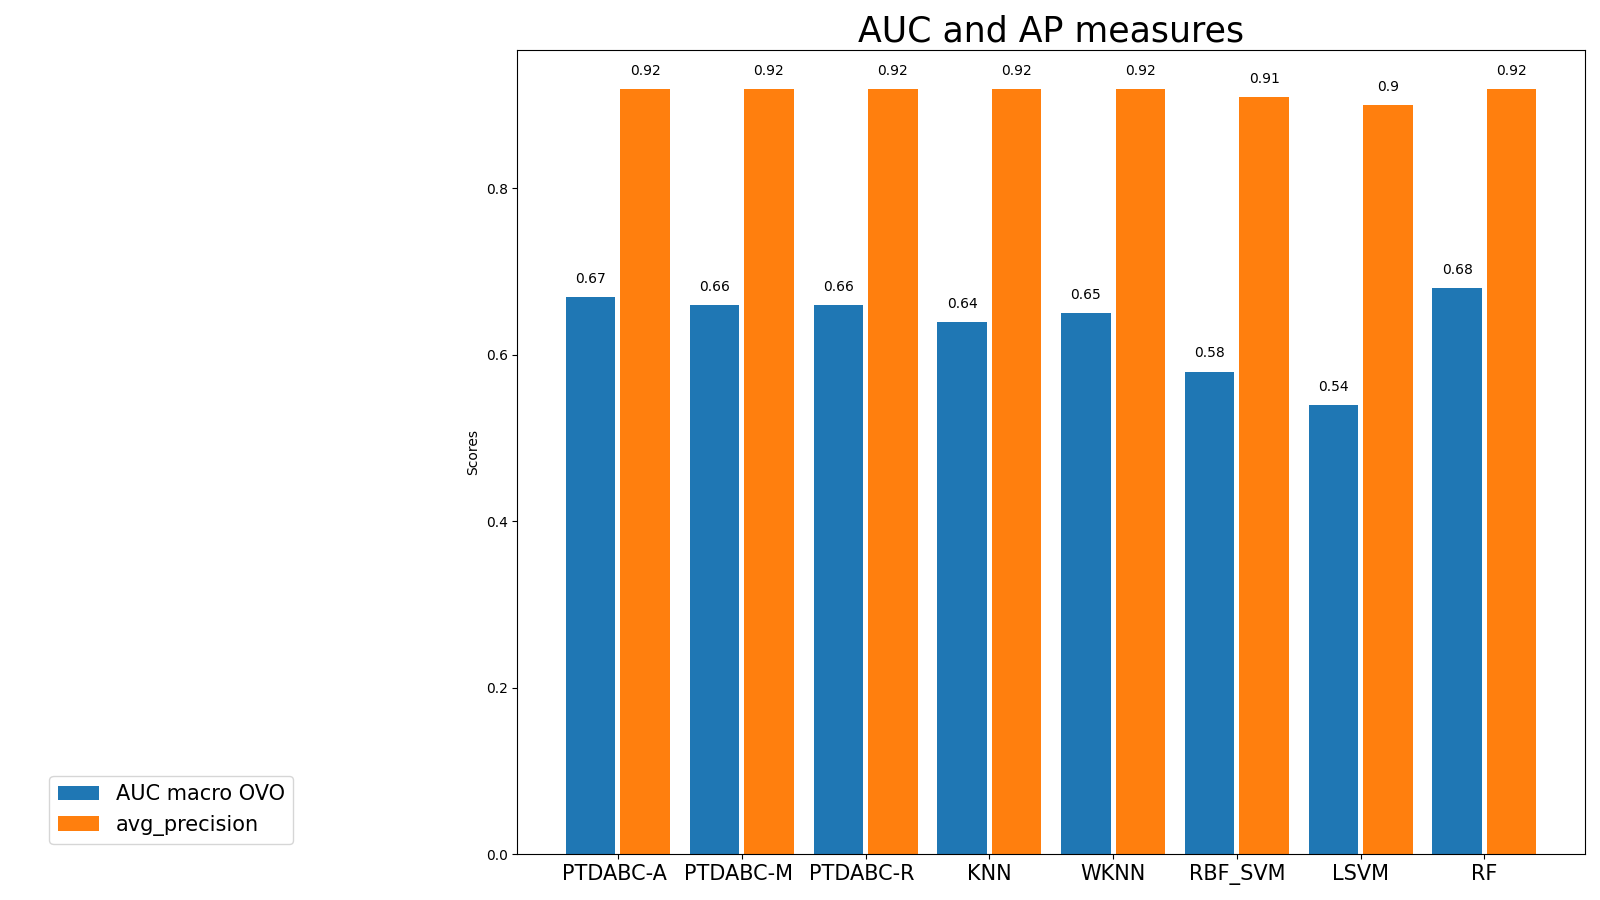 AUC and AP measures
0.92 0.92 0.92 0.92 0.92 0.91 0.9 0.92
0.67 0.66 0.66 0.64 0.65 0.58 0.54 0.68
Scores
0.8
0.6
0.4
0.2
0.0
PTDABC-A PTDABC-M PTDABC-R KNN WKNN RBF_SVM LSVM RF
AUC macro OVO
avg_precision